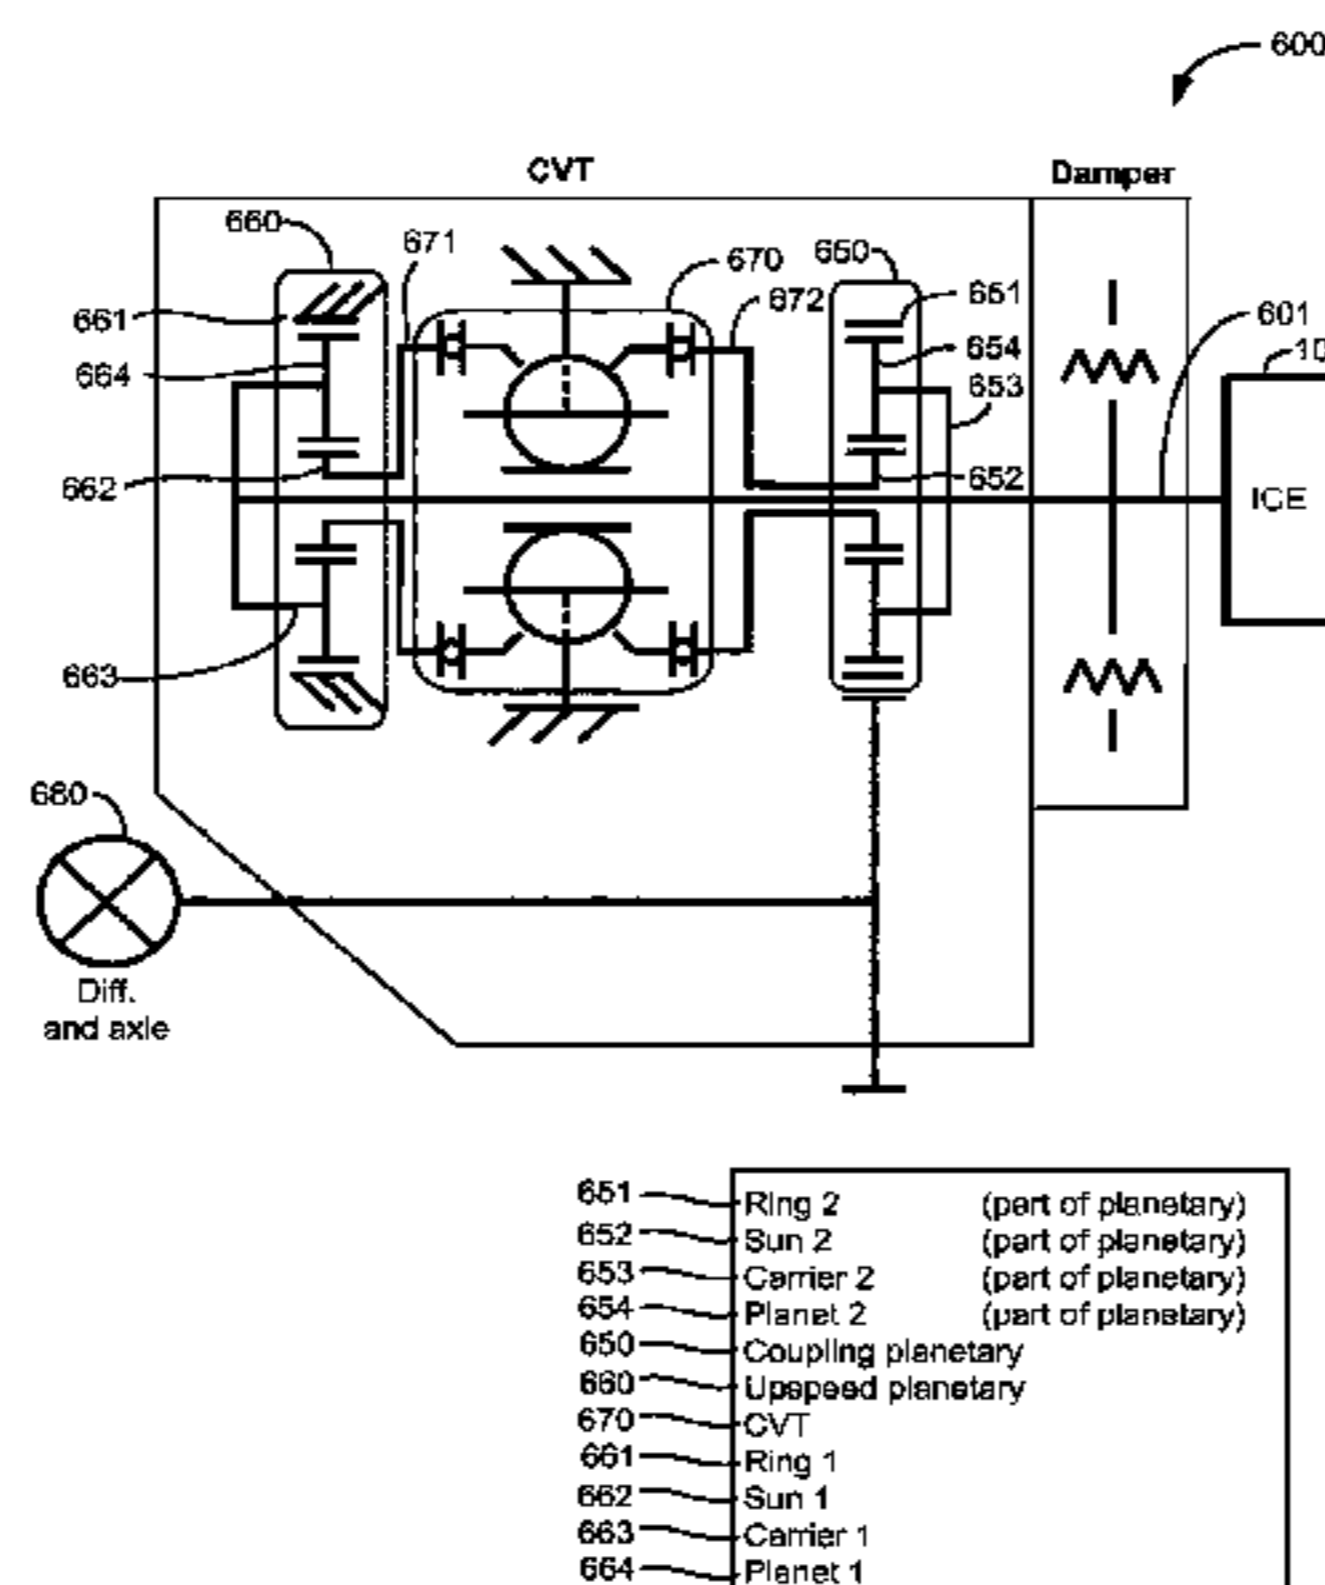 600
CVT
Damper
660
671
670
650
672
651
661
601
654
10
664
653
662
652
ICE
663
680
Diff.
and axle
651 Ring 2 (part of planetary)
652 Sun 2 (part of planetary)
653 Carrier 2 (part of planetary)
654 Planet 2 (part of planetary)
650 Coupling planetary
660 Upspeed planetary
670 CVT
661 Ring 1
662 Sun 1
663 Carrier 1
664 Planet 1